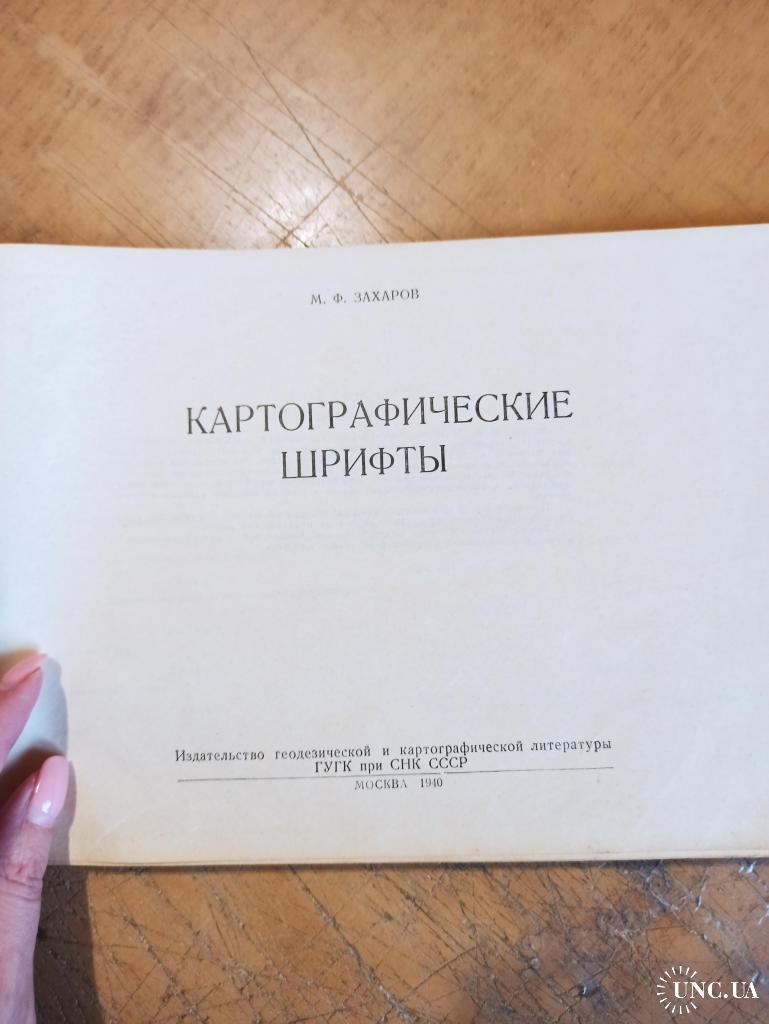 М. Ф. ЗАХАРОВ
КАРТОГРАФИЧЕСКИЕ
ШРИФТЫ
Издательство геодезической и картографической литературы
ГУГК при СНК СССР
МОСКВА 1940
UNC.UA